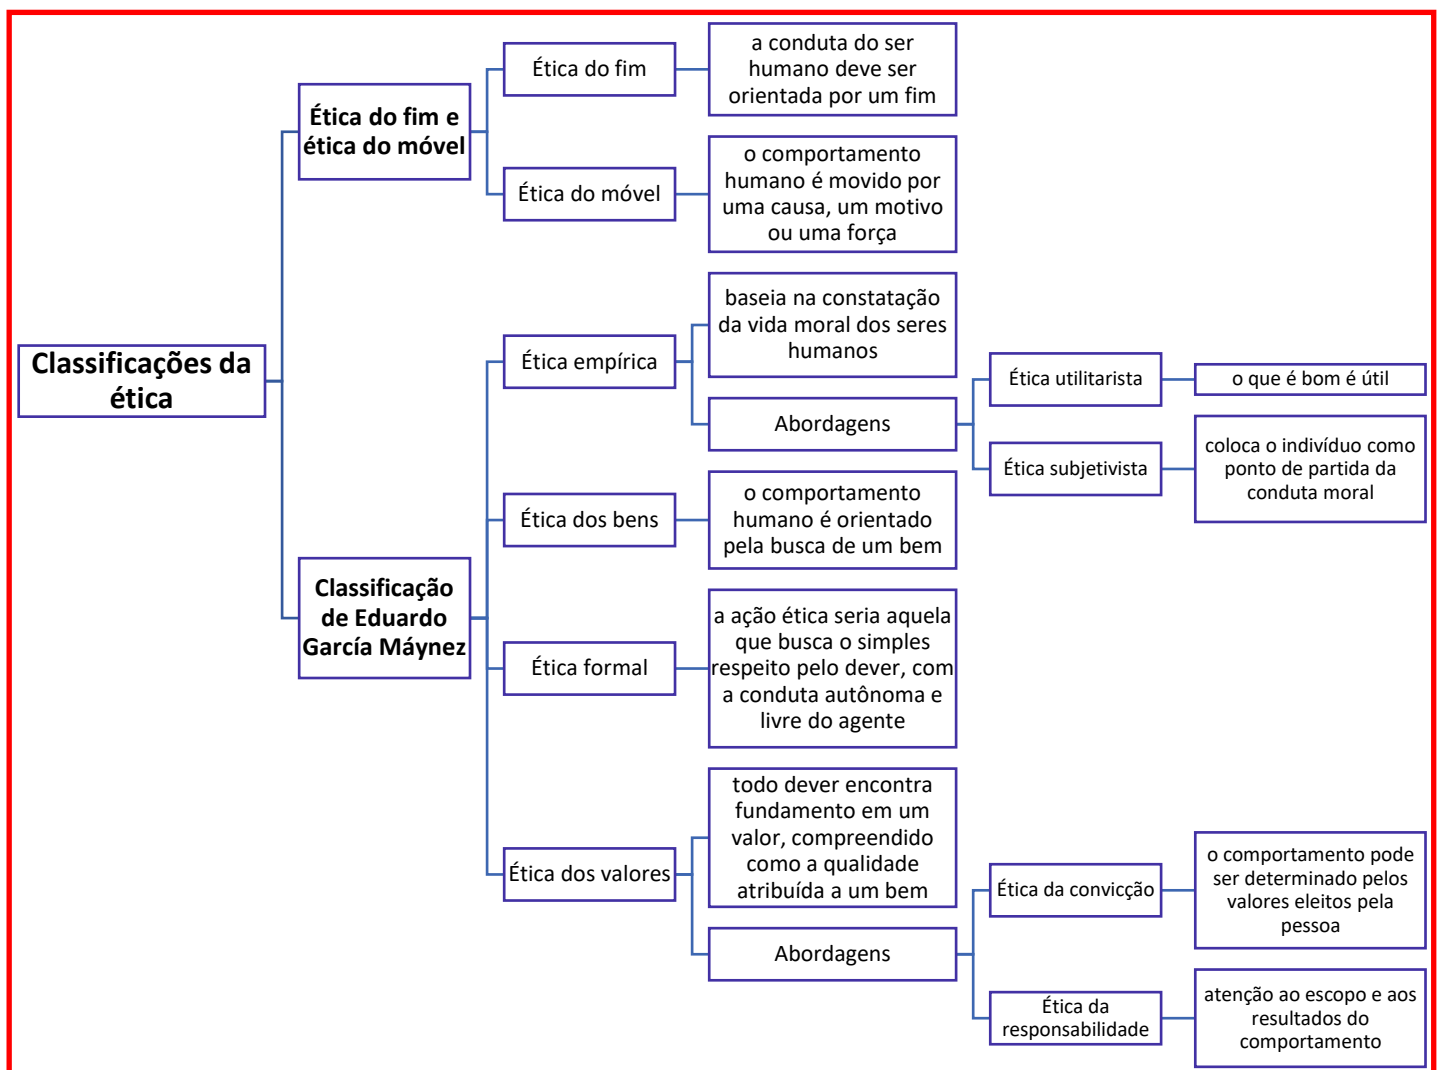 Classificações da
ética
Ética do fim e
ética do móvel
Ética do fim
a conduta do ser
humano deve ser
orientada por um fim
Ética do móvel
o comportamento
humano é movido por
uma causa, um motivo
ou uma força
Classificação
de Eduardo
García Máynez
Ética empírica
baseia na constatação
da vida moral dos seres
humanos
Abordagens
Ética utilitarista
o que é bom é útil
Ética subjetivista
coloca o indivíduo como
ponto de partida da
conduta moral
Ética dos bens
o comportamento
humano é orientado
pela busca de um bem
Ética formal
a ação ética seria aquela
que busca o simples
respeito pelo dever, com
a conduta autônoma e
livre do agente
Ética dos valores
todo dever encontra
fundamento em um
valor, compreendido
como a qualidade
atribuída a um bem
Abordagens
Ética da convicção
o comportamento pode
ser determinado pelos
valores eleitos pela
pessoa
Ética da
responsabilidade
atenção ao escopo e aos
resultados do
comportamento